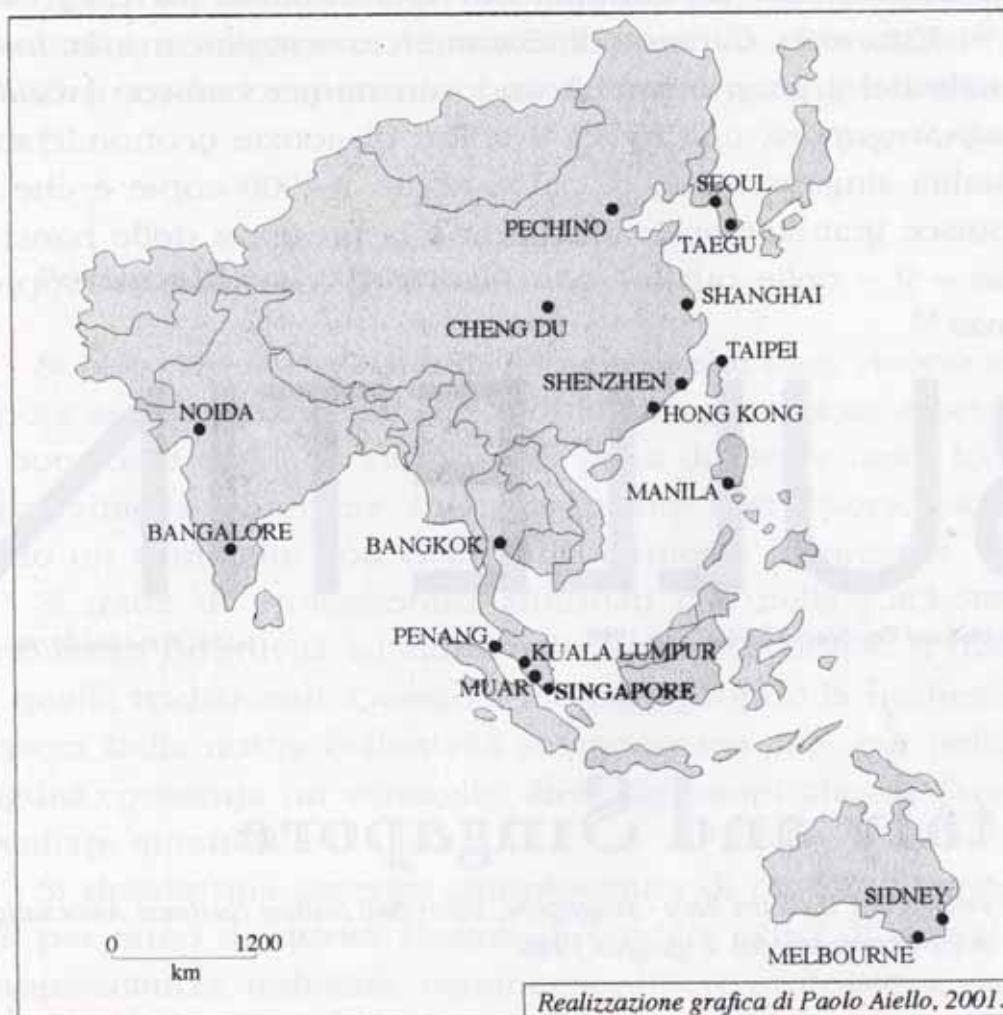 SEOUL
PECHINO
TAEGU
SHANGHAI
CHENG DU
TAIPEI
SHENZHEN
NOIDA
HONG KONG
MANILA
BANGALORE
BANGKOK
PENANG
KUALA LUMPUR
MUAR
SINGAPORE
SIDNEY
MELBOURNE
0 1200
km
Realizzazione grafica di Paolo Aiello, 2001.